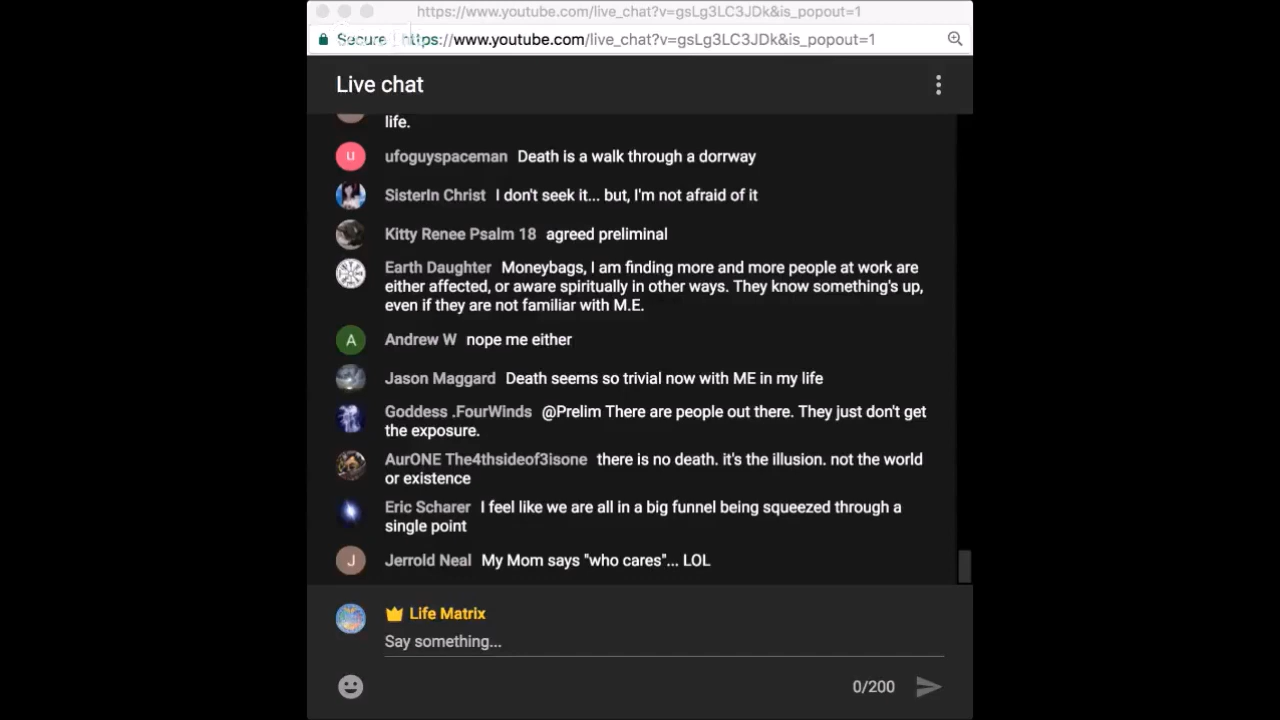 https://www.youtube.com/live_chat?v=gsLg3LC3JDk&is_popout=1
Secure https://www.youtube.com/live_chat?v=gsLg3LC3JDk&is_popout=1
Live chat
life.
U ufoguyspaceman Death is a walk through a dorrway
SisterIn Christ I don't seek it... but, I'm not afraid of it
Kitty Renee Psalm 18 agreed preliminal
Earth Daughter Moneybags, I am finding more and more people at work are
either affected, or aware spiritually in other ways. They know something's up,
even if they are not familiar with M.E.
A Andrew W nope me either
Jason Maggard Death seems so trivial now with ME in my life
Goddess .FourWinds @Prelim There are people out there. They just don't get
the exposure.
AurONE The4thsideof3isone there is no death. it's the illusion. not the world
or existence
Eric Scharer I feel like we are all in a big funnel being squeezed through a
single point
J Jerrold Neal My Mom says "who cares"... LOL
Life Matrix
Say something...
0/200